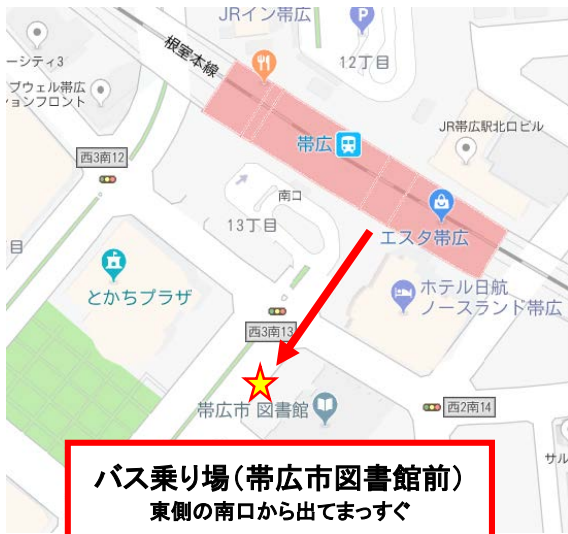 JRイン帯広
ーシティ3
12丁目
根室本線
プウェル帯広
ションフロント
JR帯広駅北口ビル
帯広
西3南12
南口
13丁目
エスタ帯広
目
とかちプラザ
ホテル日航
ノースランド帯広
西3南13
帯広市 図書館
西2南14
サル
バス乗り場(帯広市図書館前)
東側の南口から出てまっすぐ